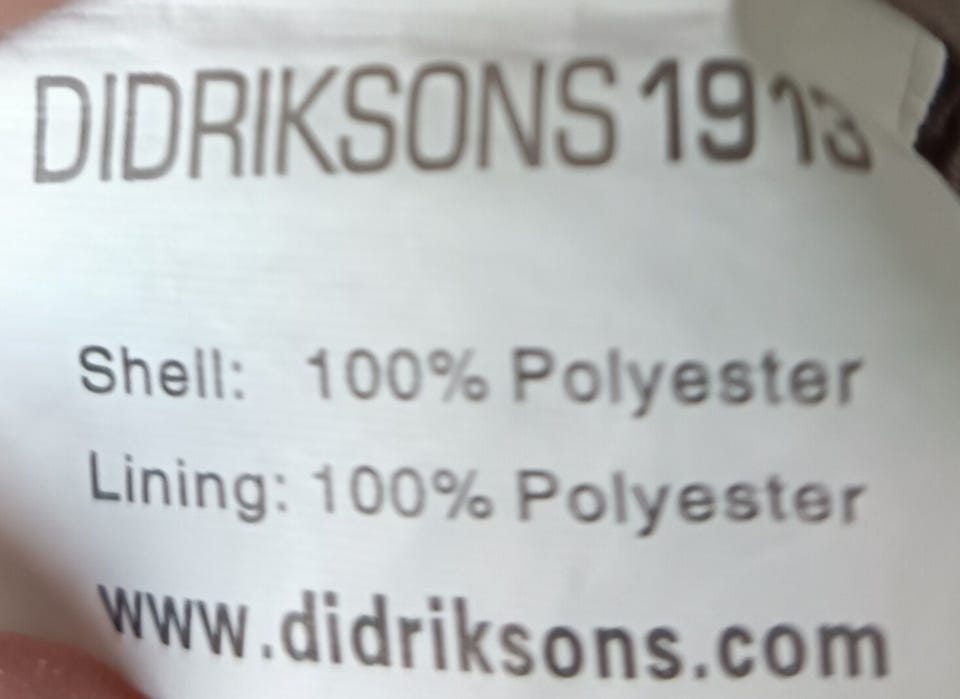 DIDRIKSONS 1913
Shell: 100% Polyester
Lining: 100% Polyester
www.didriksons.com